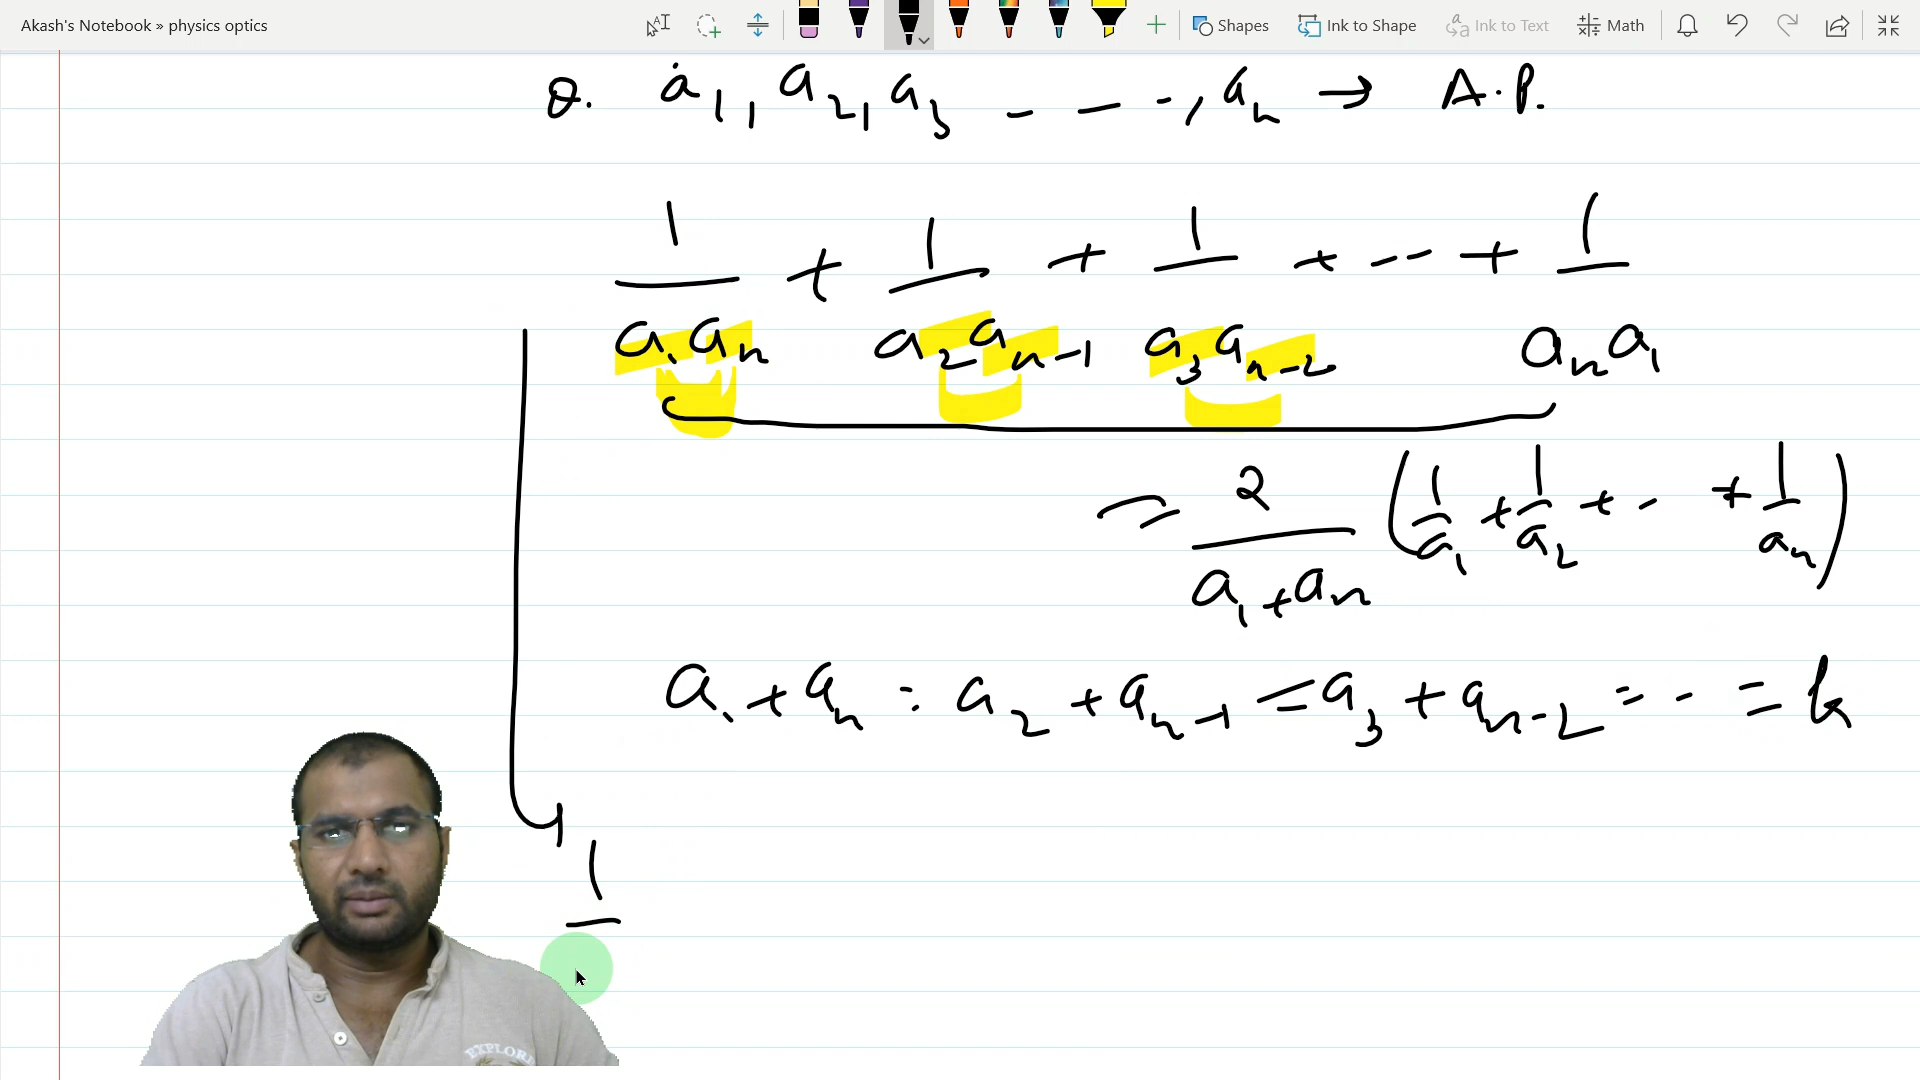 Akash's Notebook » physics optics
Shapes Ink to Shape Ink to Text Math
Q. a₁, a₂, a₃ - - -, aₙ → A.P.
1/(a₁aₙ) + 1/(a₂aₙ₋₁) + 1/(a₃aₙ₋₂) + -- + 1/(aₙa₁)
= 2/(a₁+aₙ) (1/a₁ + 1/a₂ + - + 1/aₙ)
a₁ + aₙ = a₂ + aₙ₋₁ = a₃ + aₙ₋₂ = - = k
1
EXPLOR